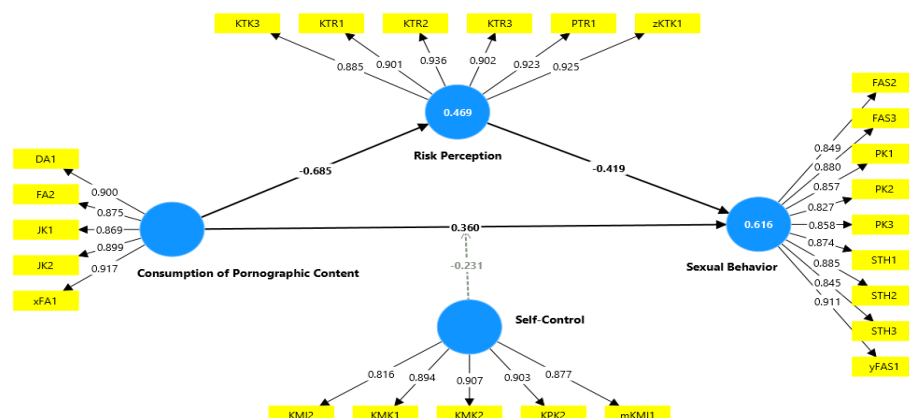 KTK3 KTR1 KTR2 KTR3 PTR1 zKTK1
0.885 0.901 0.936 0.902 0.923 0.925
0.469
Risk Perception
-0.685
-0.419
DA1
FA2
JK1
JK2
xFA1
0.900
0.875
0.869
0.899
0.917
Consumption of Pornographic Content
0.360
-0.231
Self-Control
0.816 0.894 0.907 0.903 0.877
KMI2 KMK1 KMK2 KPK2 mKMI1
0.616
Sexual Behavior
0.849
0.880
0.857
0.827
0.858
0.874
0.885
0.845
0.911
FAS2
FAS3
PK1
PK2
PK3
STH1
STH2
STH3
yFAS1